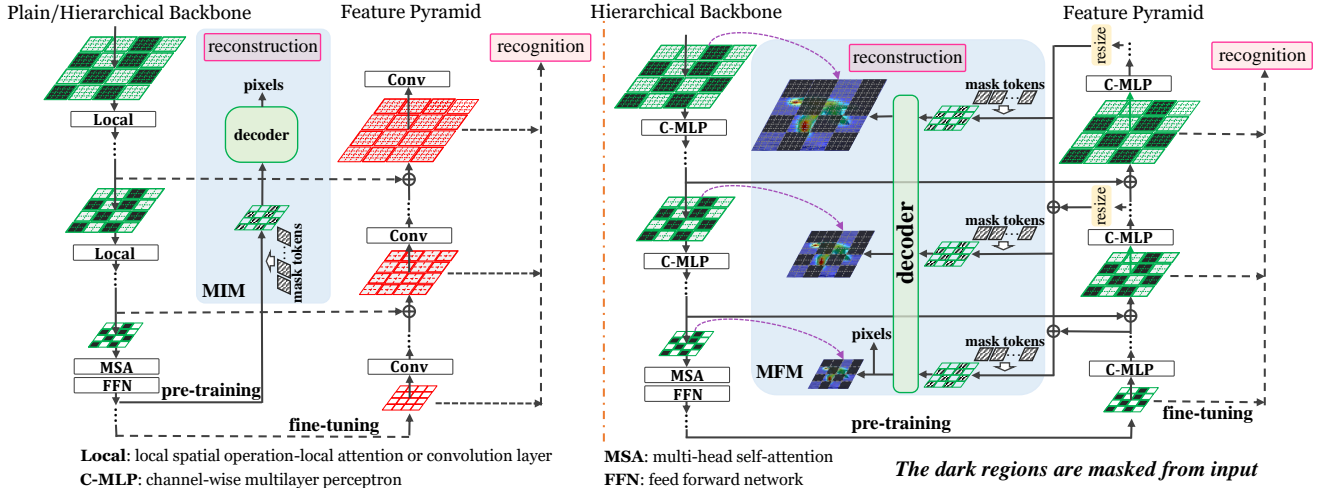 Plain/Hierarchical Backbone
Feature Pyramid
reconstruction
recognition
pixels
Conv
Local
decoder
Conv
Local
mask tokens
MIM
MSA
FFN
pre-training
Conv
fine-tuning
Local: local spatial operation-local attention or convolution layer
C-MLP: channel-wise multilayer perceptron
Hierarchical Backbone
Feature Pyramid
reconstruction
resize
recognition
mask tokens
C-MLP
C-MLP
decoder
resize
mask tokens
C-MLP
C-MLP
pixels
mask tokens
MSA
FFN
MFM
C-MLP
pre-training
fine-tuning
MSA: multi-head self-attention
FFN: feed forward network
The dark regions are masked from input